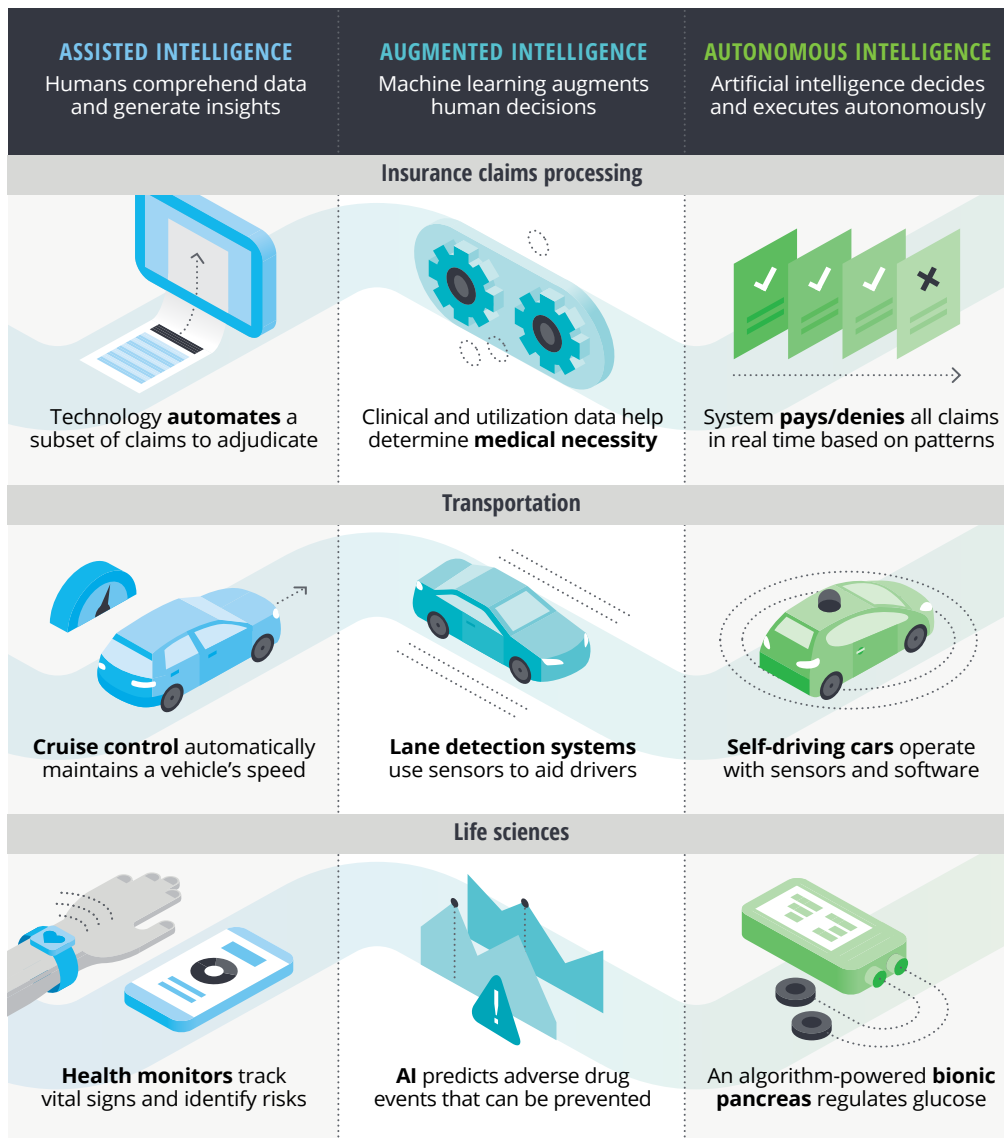 ASSISTED INTELLIGENCE
Humans comprehend data
and generate insights
AUGMENTED INTELLIGENCE
Machine learning augments
human decisions
AUTONOMOUS INTELLIGENCE
Artificial intelligence decides
and executes autonomously
Insurance claims processing
Technology automates a
subset of claims to adjudicate
Clinical and utilization data help
determine medical necessity
System pays/denies all claims
in real time based on patterns
Transportation
Cruise control automatically
maintains a vehicle’s speed
Lane detection systems
use sensors to aid drivers
Self-driving cars operate
with sensors and software
Life sciences
Health monitors track
vital signs and identify risks
AI predicts adverse drug
events that can be prevented
An algorithm-powered bionic
pancreas regulates glucose